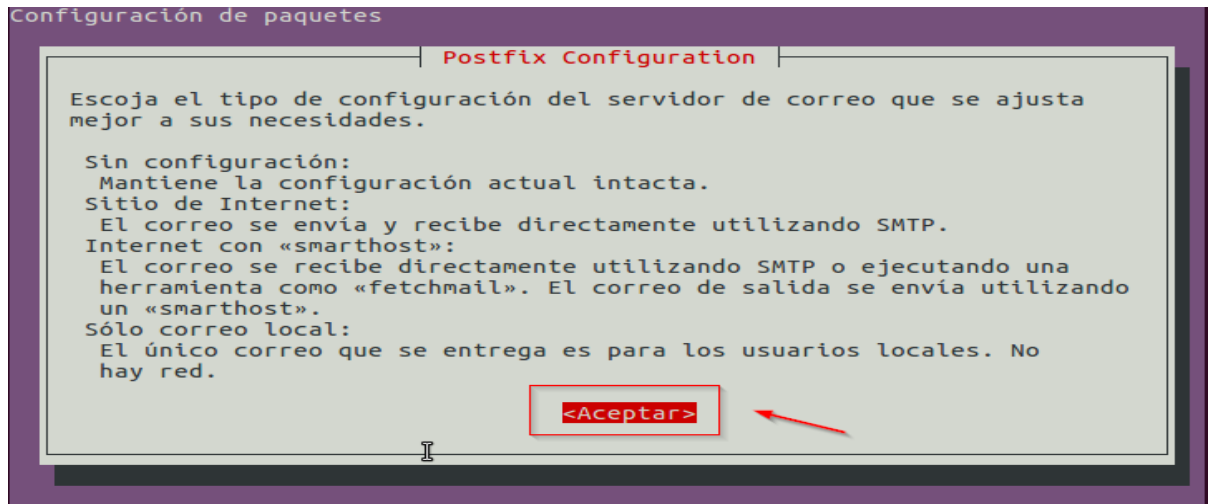 Configuración de paquetes
Postfix Configuration
Escoja el tipo de configuración del servidor de correo que se ajusta
mejor a sus necesidades.
Sin configuración:
Mantiene la configuración actual intacta.
Sitio de Internet:
El correo se envía y recibe directamente utilizando SMTP.
Internet con «smarthost»:
El correo se recibe directamente utilizando SMTP o ejecutando una
herramienta como «fetchmail». El correo de salida se envía utilizando
un «smarthost».
Sólo correo local:
El único correo que se entrega es para los usuarios locales. No
hay red.
<Aceptar>